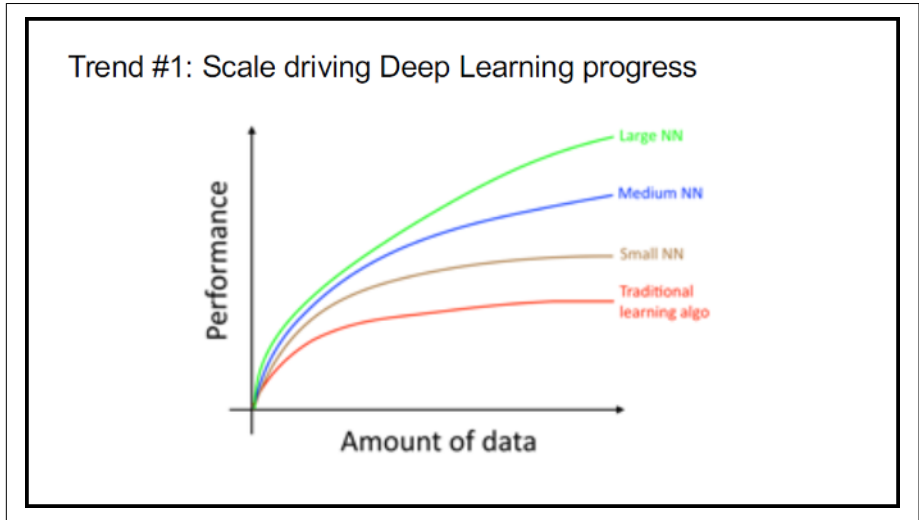 Trend #1: Scale driving Deep Learning progress
Large NN
Medium NN
Small NN
Traditional
learning algo
Performance
Amount of data